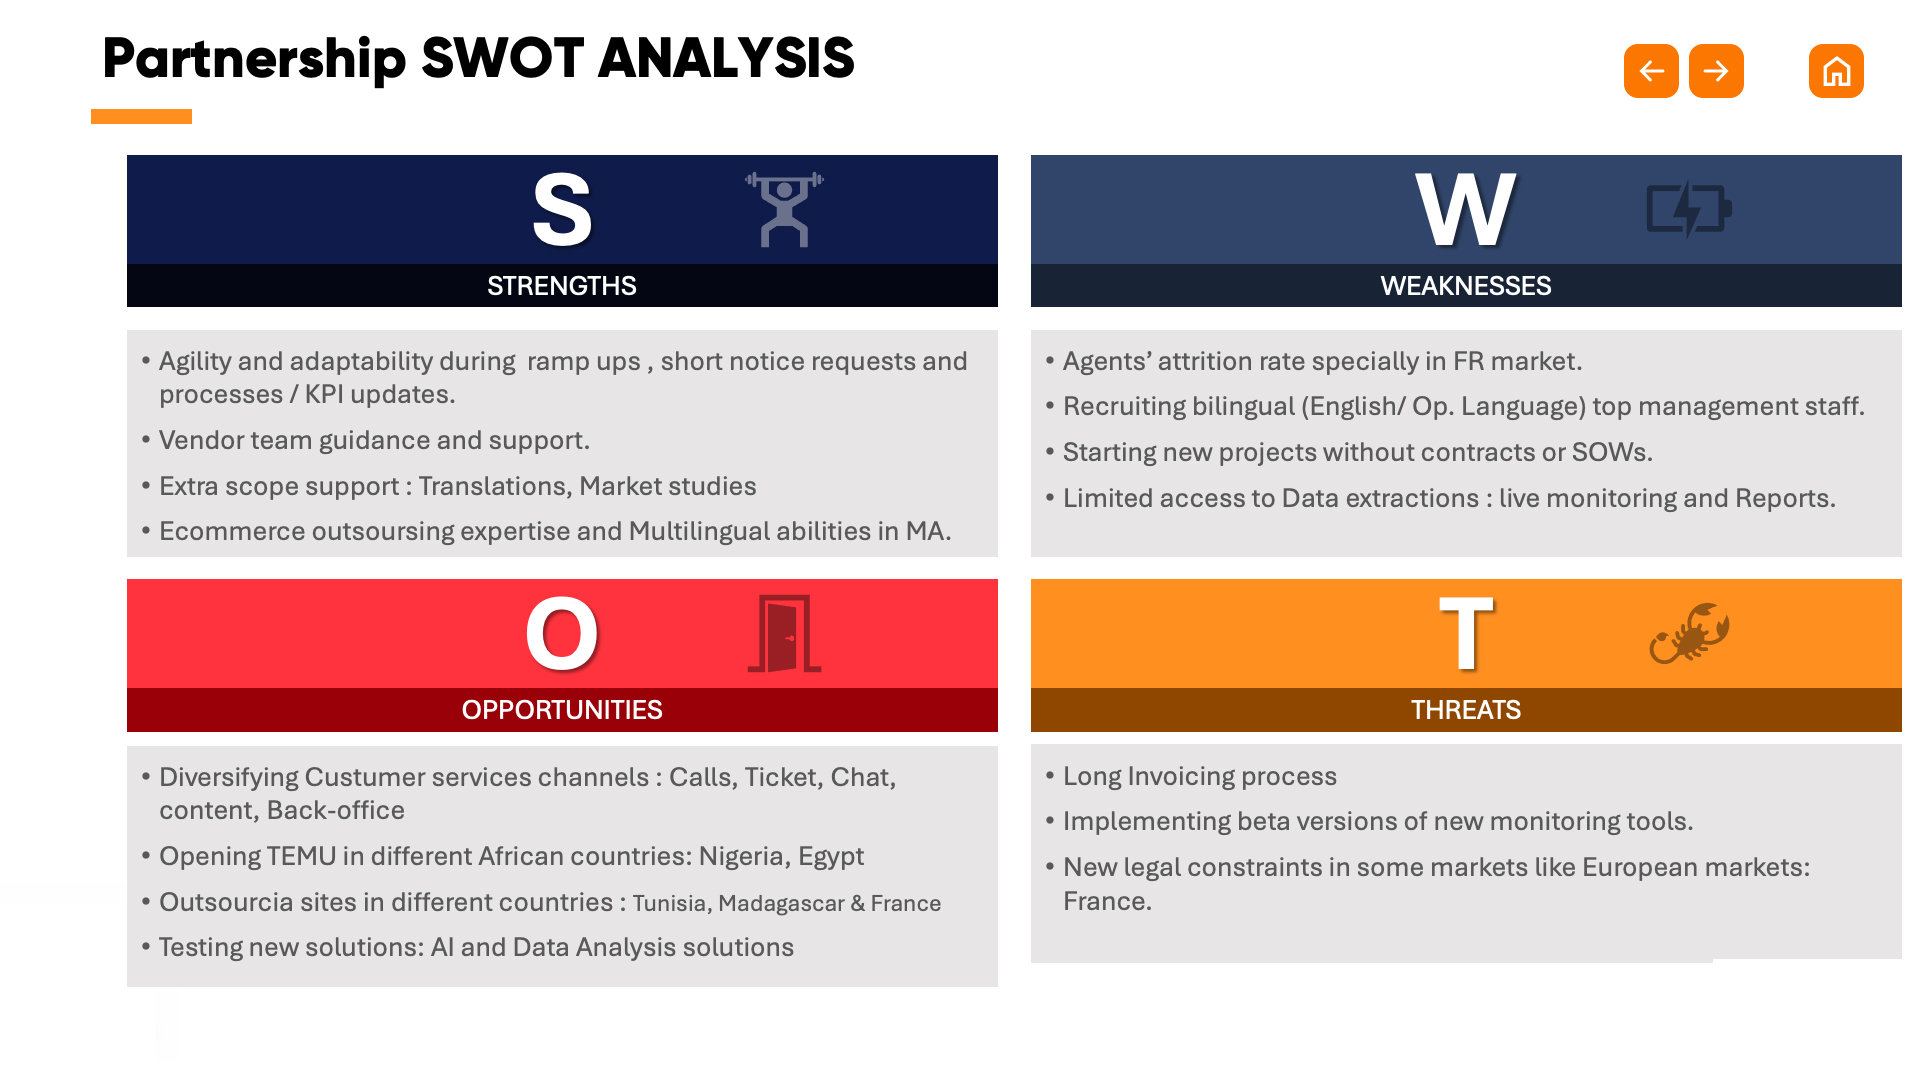 Partnership SWOT ANALYSIS
S
STRENGTHS
• Agility and adaptability during  ramp ups , short notice requests and
processes / KPI updates.
• Vendor team guidance and support.
• Extra scope support : Translations, Market studies
• Ecommerce outsoursing expertise and Multilingual abilities in MA.
W
WEAKNESSES
• Agents’ attrition rate specially in FR market.
• Recruiting bilingual (English/ Op. Language) top management staff.
• Starting new projects without contracts or SOWs.
• Limited access to Data extractions : live monitoring and Reports.
O
OPPORTUNITIES
• Diversifying Custumer services channels : Calls, Ticket, Chat,
content, Back-office
• Opening TEMU in different African countries: Nigeria, Egypt
• Outsourcia sites in different countries : Tunisia, Madagascar & France
• Testing new solutions: AI and Data Analysis solutions
T
THREATS
• Long Invoicing process
• Implementing beta versions of new monitoring tools.
• New legal constraints in some markets like European markets:
France.